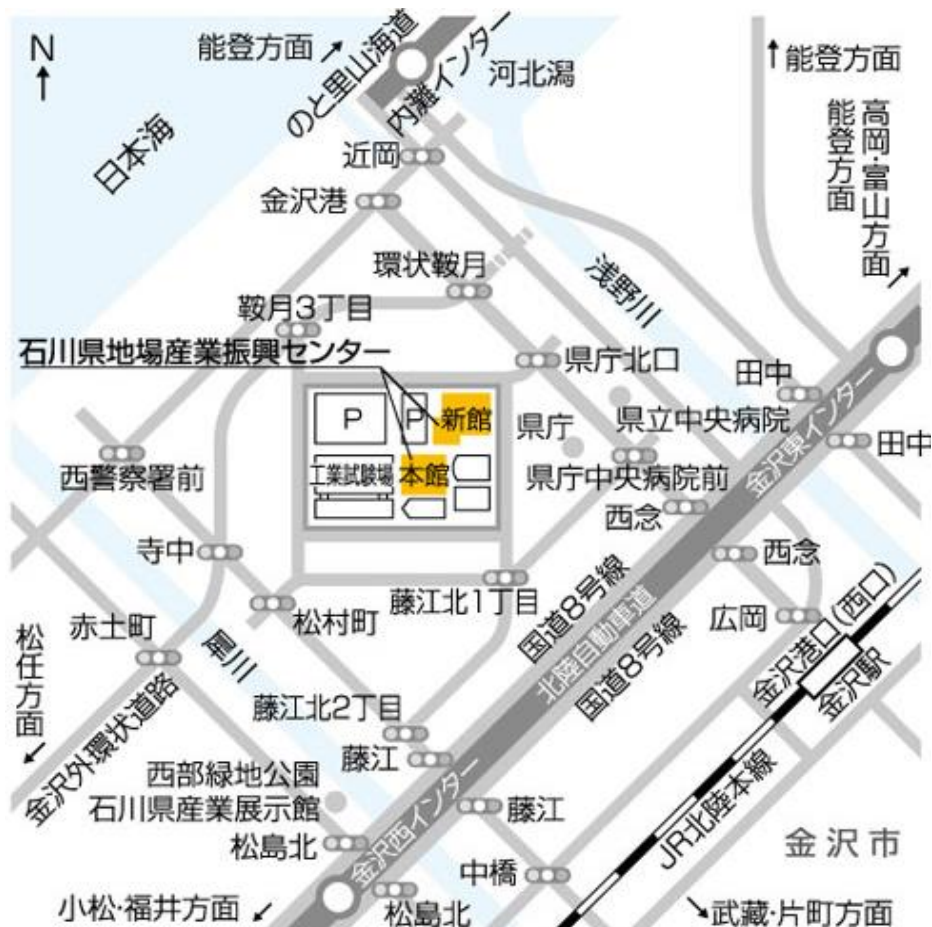 N
能登方面
のと里山海道
内灘インター
河北潟
能登方面
高岡・富山方面
能登方面
日本海
近岡
金沢港
環状鞍月
浅野川
鞍月3丁目
石川県地場産業振興センター
県庁北口
田中
P
P
新館
県庁
県立中央病院
金沢東インター
田中
西警察署前
工業試験場
本館
県庁中央病院前
西念
寺中
西念
藤江北1丁目
国道8号線
松村町
広岡
赤土町
犀川
北陸自動車道
国道8号線
金沢港口(西口)
金沢駅
松任方面
金沢外環状道路
藤江北2丁目
藤江
西部緑地公園
石川県産業展示館
藤江
JR北陸本線
松島北
金沢西インター
金沢市
中橋
小松・福井方面
松島北
武蔵・片町方面